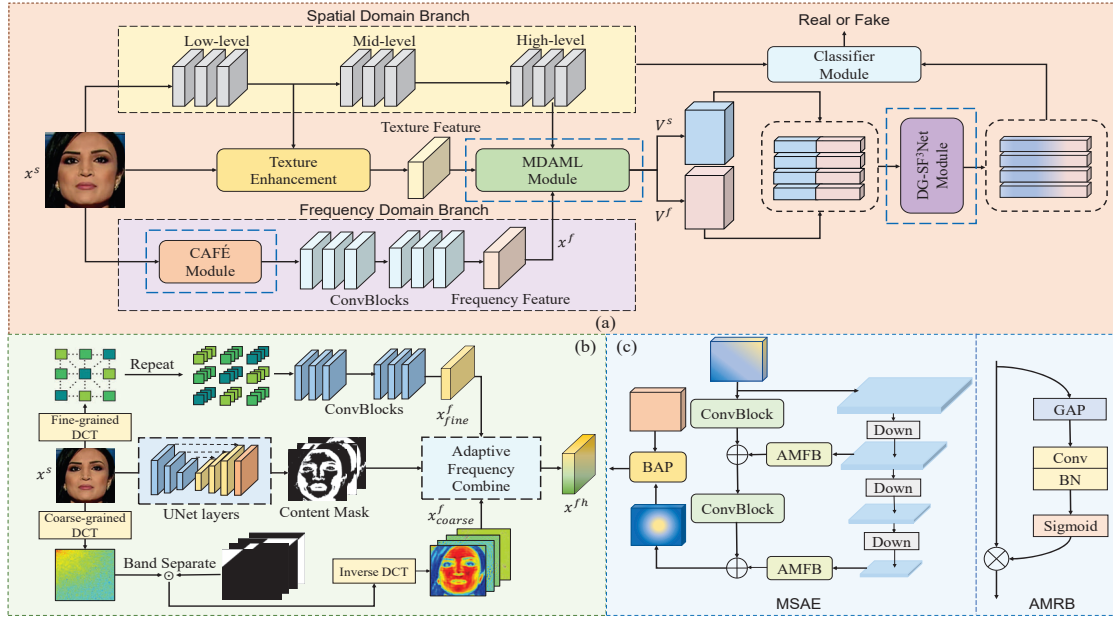 Spatial Domain Branch
Low-level
Mid-level
High-level
Real or Fake
Classifier
Module
Texture Feature
x^s
Texture
Enhancement
MDAML
Module
V^s
V^f
DG-SF³Net
Module
Frequency Domain Branch
CAFÉ
Module
ConvBlocks
Frequency Feature
x^f
(a)
(b)
Repeat
ConvBlocks
x^f_fine
Fine-grained
DCT
x^s
UNet layers
Content Mask
Adaptive
Frequency
Combine
x^fh
Coarse-grained
DCT
x^f_coarse
Band Separate
Inverse DCT
(c)
ConvBlock
Down
AMFB
BAP
Down
ConvBlock
Down
AMFB
MSAE
GAP
Conv
BN
Sigmoid
AMRB